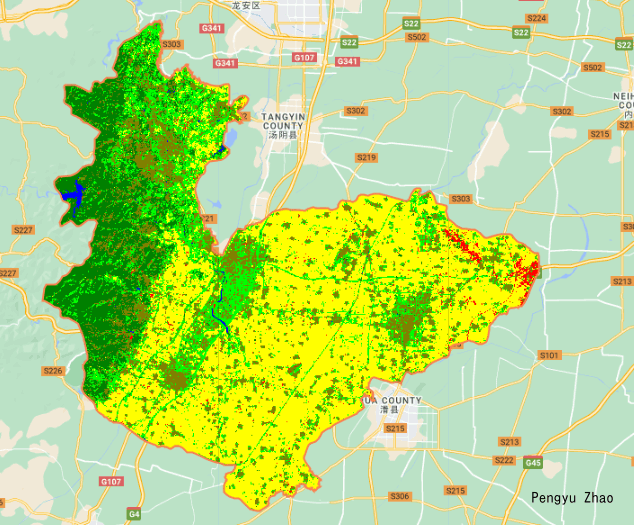 龙安区
G341
S22
S224
S22
S303
S22
S502
G107
G341
G341
S502
S302
S302
NEIH
COU
内
TANGYIN
COUNTY
汤阴县
S215
S219
S303
S227
S227
S213
S101
S226
UA COUNTY
滑县
S215
S213
S222
G45
G107
S215
S306
Pengyu Zhao
G4